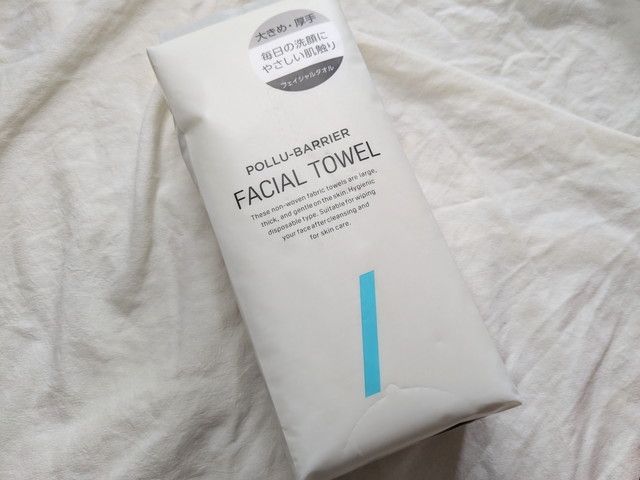 大きめ・厚手
毎日の洗顔に
やさしい肌触り
フェイシャルタオル
POLLU-BARRIER
FACIAL TOWEL
These non-woven fabric towels are large,
thick, and gentle on the skin. Hygienic
disposable type. Suitable for wiping
your face after cleansing and
for skin care.